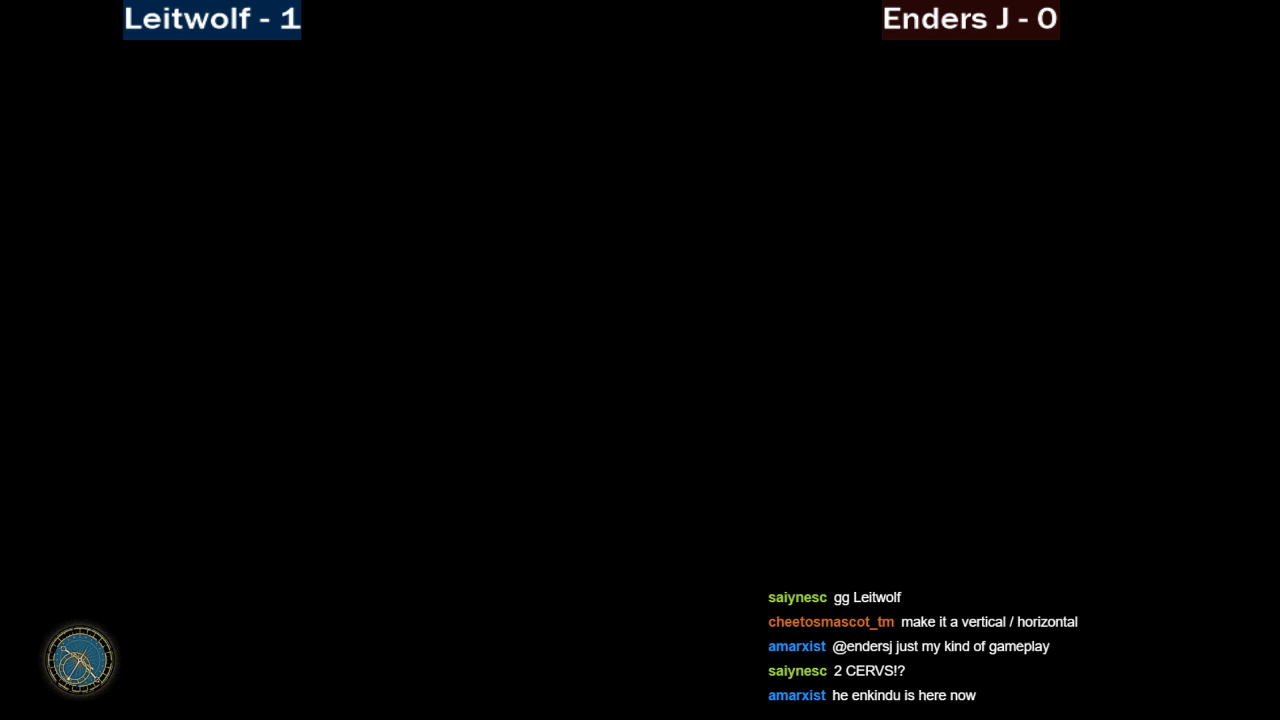 Leitwolf - 1
Enders J - 0
saiynesc gg Leitwolf
cheetosmascot_tm make it a vertical / horizontal
amarxist @endersj just my kind of gameplay
saiynesc 2 CERVS!?
amarxist he enkindu is here now